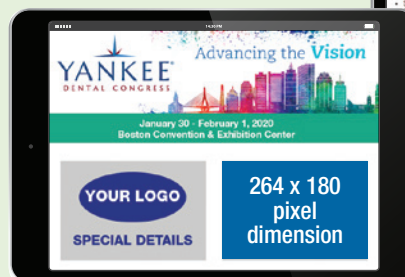 Advancing the Vision
YANKEE®
DENTAL CONGRESS
January 30 - February 1, 2020
Boston Convention & Exhibition Center
YOUR LOGO
SPECIAL DETAILS
264 x 180
pixel
dimension